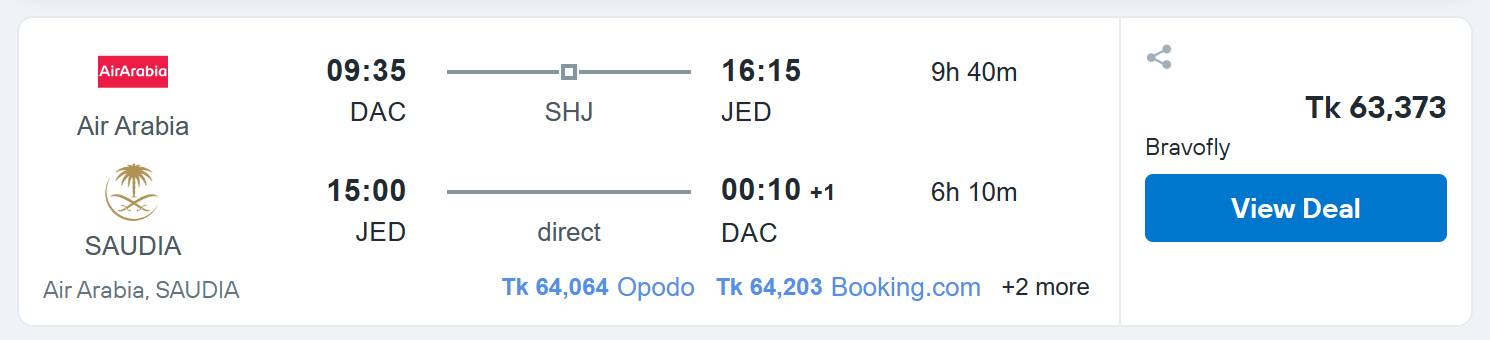 AirArabia
09:35 16:15 9h 40m
DAC SHJ JED
Air Arabia
Tk 63,373
Bravofly
15:00 00:10 +1 6h 10m
View Deal
JED direct DAC
SAUDIA
Air Arabia, SAUDIA
Tk 64,064 Opodo Tk 64,203 Booking.com +2 more